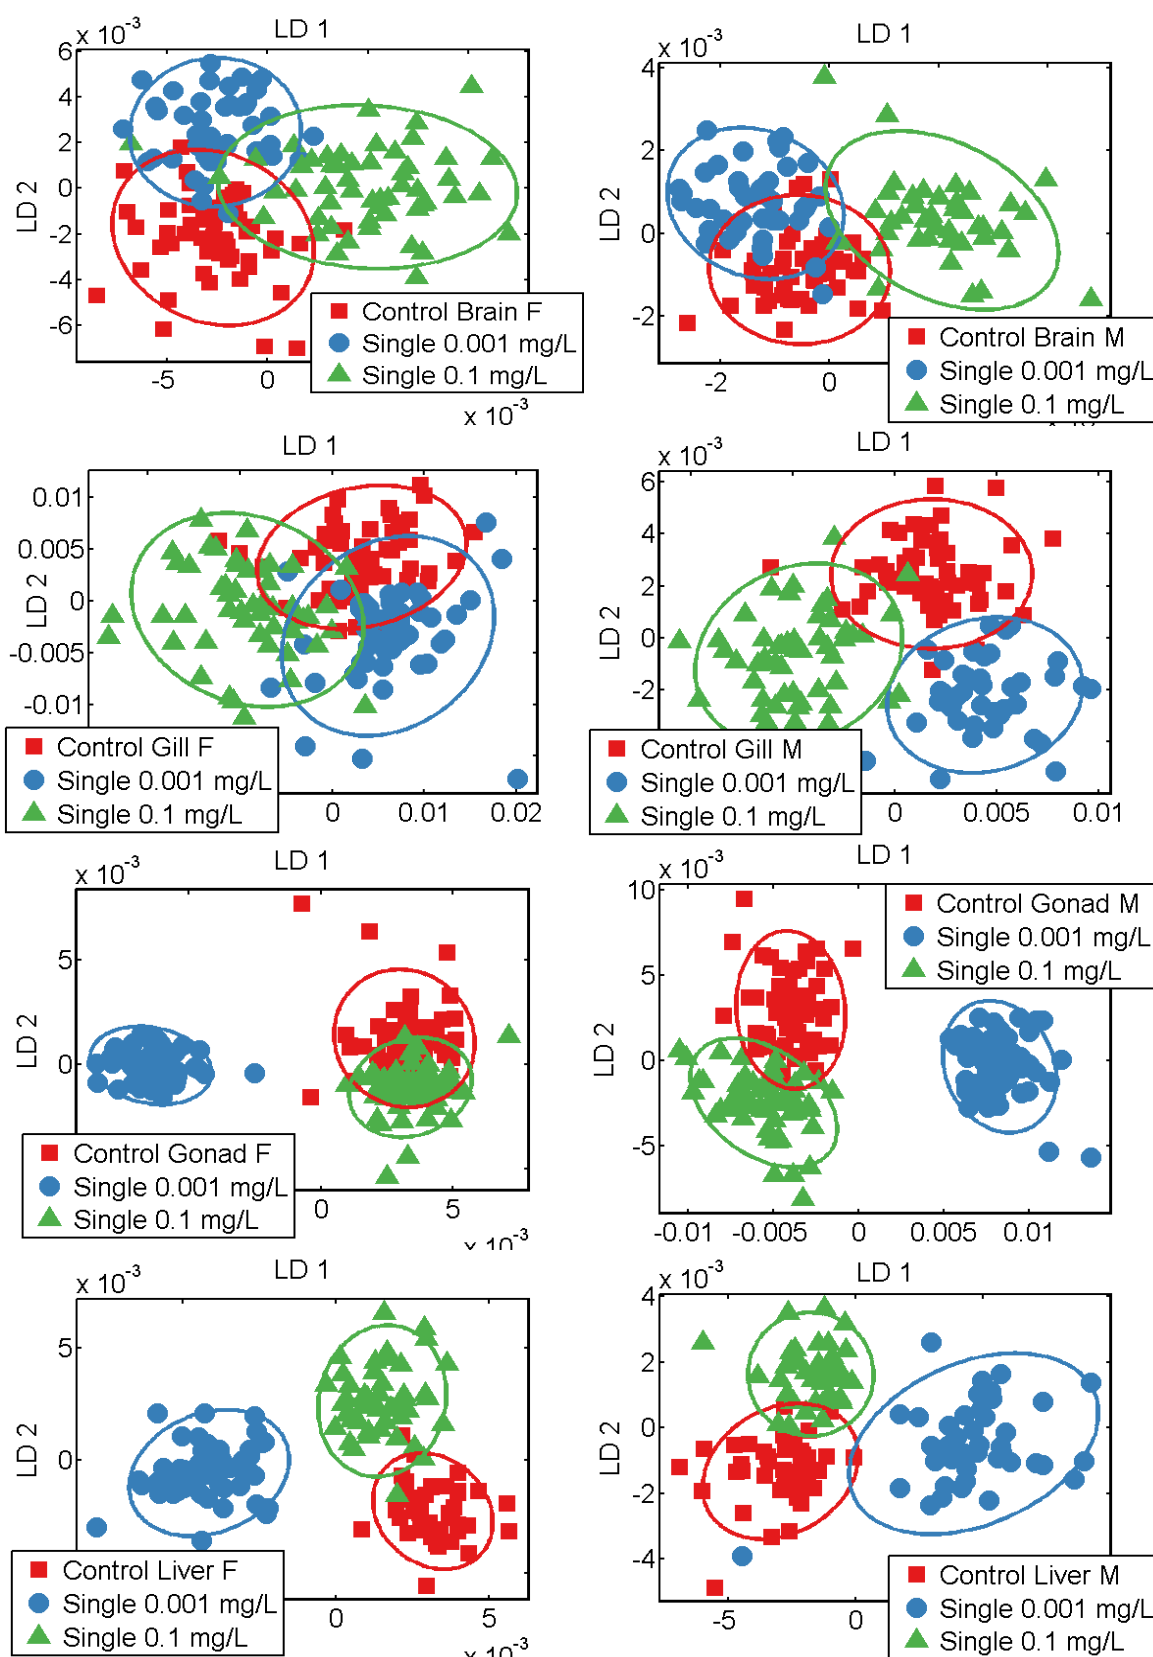 LD 1
x 10-3
6
4
2
0
-2
-4
-6
LD 2
Control Brain F
Single 0.001 mg/L
Single 0.1 mg/L
-5
0
x 10-3
LD 1
x 10-3
4
2
0
-2
LD 2
Control Brain M
Single 0.001 mg/L
Single 0.1 mg/L
-2
0
LD 1
0.01
0.005
0
-0.005
-0.01
LD 2
Control Gill F
Single 0.001 mg/L
Single 0.1 mg/L
0
0.01
0.02
LD 1
x 10-3
6
4
2
0
-2
LD 2
Control Gill M
Single 0.001 mg/L
Single 0.1 mg/L
0
0.005
0.01
LD 1
x 10-3
5
0
LD 2
Control Gonad F
Single 0.001 mg/L
Single 0.1 mg/L
0
5
x 10-3
LD 1
x 10-3
10
5
0
-5
LD 2
Control Gonad M
Single 0.001 mg/L
Single 0.1 mg/L
-0.01
-0.005
0
0.005
0.01
LD 1
x 10-3
5
0
LD 2
Control Liver F
Single 0.001 mg/L
Single 0.1 mg/L
0
5
x 10-3
LD 1
x 10-3
4
2
0
-2
-4
LD 2
Control Liver M
Single 0.001 mg/L
Single 0.1 mg/L
-5
0